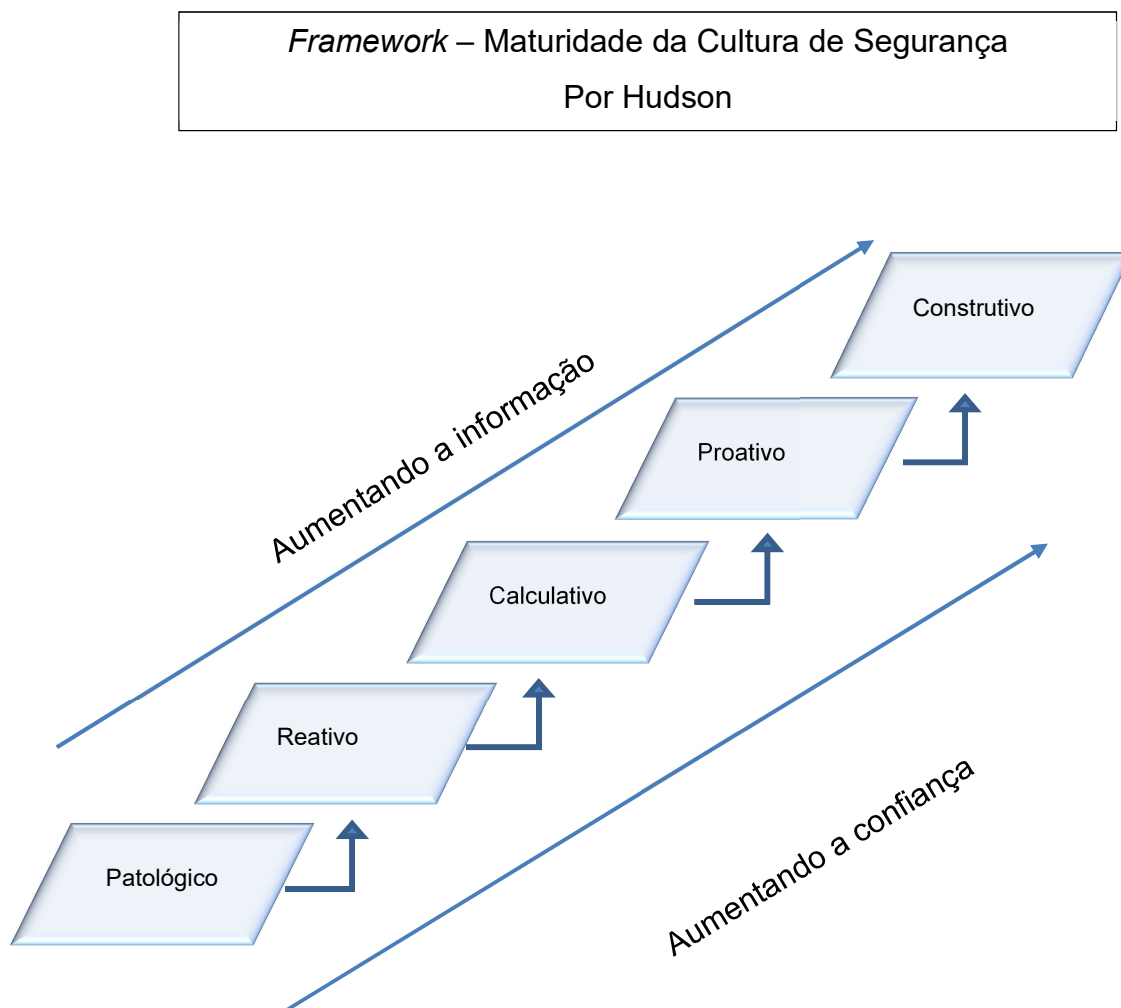 Framework – Maturidade da Cultura de Segurança
Por Hudson
Construtivo
Aumentando a informação
Proativo
Calculativo
Reativo
Aumentando a confiança
Patológico